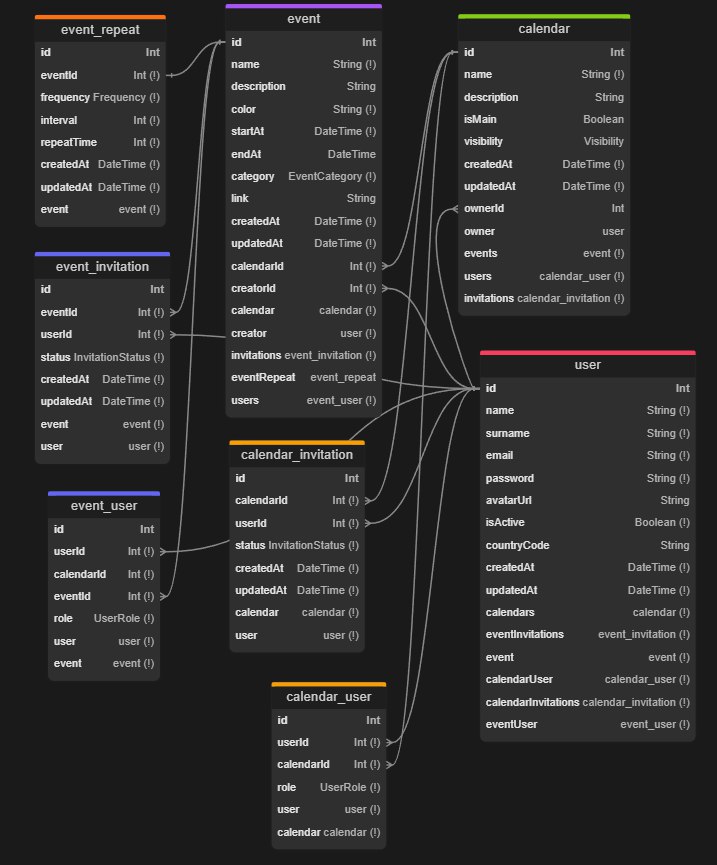 event_repeat
id Int
eventId Int (!)
frequency Frequency (!)
interval Int (!)
repeatTime Int (!)
createdAt DateTime (!)
updatedAt DateTime (!)
event event (!)
event
id Int
name String (!)
description String
color String (!)
startAt DateTime (!)
endAt DateTime
category EventCategory (!)
link String
createdAt DateTime (!)
updatedAt DateTime (!)
calendarId Int (!)
creatorId Int (!)
calendar calendar (!)
creator user (!)
invitations event_invitation (!)
eventRepeat event_repeat
users event_user (!)
calendar
id Int
name String (!)
description String
isMain Boolean
visibility Visibility
createdAt DateTime (!)
updatedAt DateTime (!)
ownerId Int
owner user
events event (!)
users calendar_user (!)
invitations calendar_invitation (!)
event_invitation
id Int
eventId Int (!)
userId Int (!)
status InvitationStatus (!)
createdAt DateTime (!)
updatedAt DateTime (!)
event event (!)
user user (!)
user
id Int
name String (!)
surname String (!)
email String (!)
password String (!)
avatarUrl String
isActive Boolean (!)
countryCode String
createdAt DateTime (!)
updatedAt DateTime (!)
calendars calendar (!)
eventInvitations event_invitation (!)
event event (!)
calendarUser calendar_user (!)
calendarInvitations calendar_invitation (!)
eventUser event_user (!)
calendar_invitation
id Int
calendarId Int (!)
userId Int (!)
status InvitationStatus (!)
createdAt DateTime (!)
updatedAt DateTime (!)
calendar calendar (!)
user user (!)
event_user
id Int
userId Int (!)
calendarId Int (!)
eventId Int (!)
role UserRole (!)
user user (!)
event event (!)
calendar_user
id Int
userId Int (!)
calendarId Int (!)
role UserRole (!)
user user (!)
calendar calendar (!)